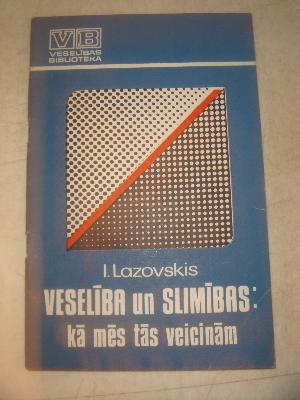 VB
VESELĪBAS
BIBLIOTĒKA
I. Lazovskis
VESELĪBA un SLIMĪBAS:
kā mēs tās veicinām